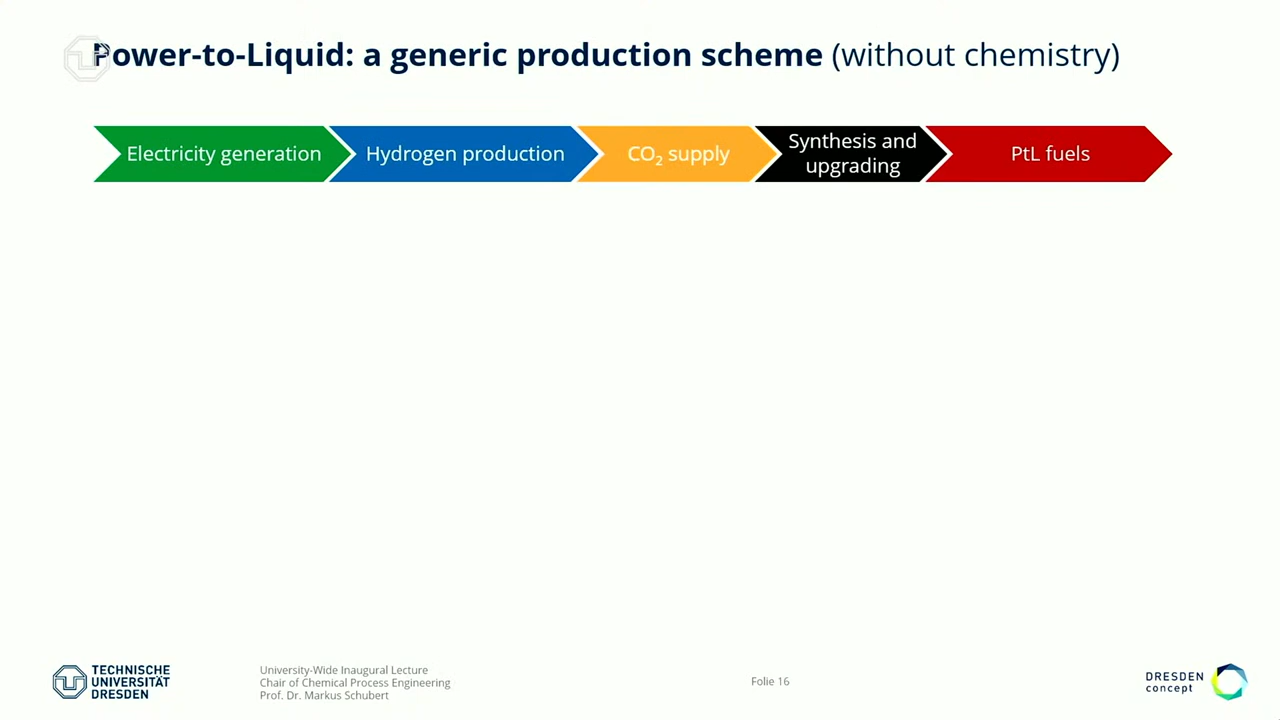 Power-to-Liquid: a generic production scheme (without chemistry)
Electricity generation
Hydrogen production
CO₂ supply
Synthesis and
upgrading
PtL fuels
TECHNISCHE
UNIVERSITÄT
DRESDEN
University-Wide Inaugural Lecture
Chair of Chemical Process Engineering
Prof. Dr. Markus Schubert
Folie 16
DRESDEN
concept